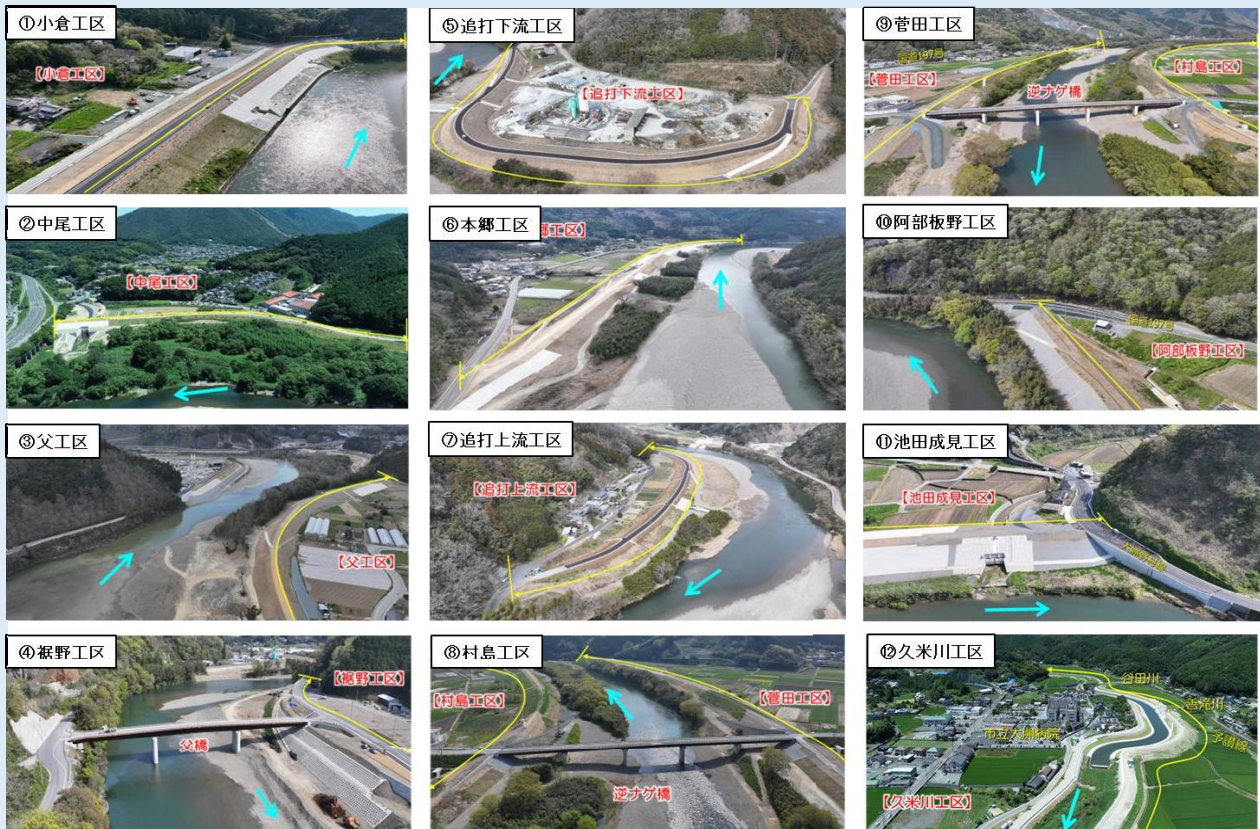 ①小倉工区
【小倉工区】
②中尾工区
【中尾工区】
③父工区
【父工区】
④裾野工区
【裾野工区】
父橋
⑤追打下流工区
【追打下流工区】
⑥本郷工区
郷工区】
⑦追打上流工区
【追打上流工区】
⑧村島工区
【村島工区】
【菅田工区】
逆ナゲ橋
⑨菅田工区
国道197号
【菅田工区】
【村島工区】
逆ナゲ橋
⑩阿部板野工区
国道197号
【阿部板野工区】
⑪池田成見工区
【池田成見工区】
⑫久米川工区
谷田川
予讃線
市立大洲病院
【久米川工区】